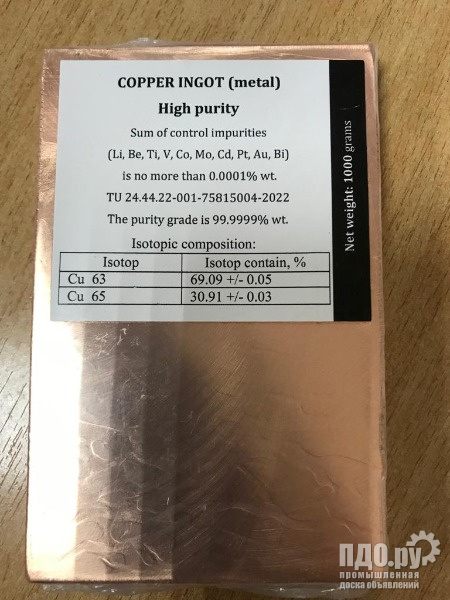 COPPER INGOT (metal)
High purity
Sum of control impurities
(Li, Be, Ti, V, Co, Mo, Cd, Pt, Au, Bi)
is no more than 0.0001% wt.
TU 24.44.22-001-75815004-2022
The purity grade is 99.9999% wt.
Isotopic composition:
Isotop Isotop contain, %
Cu 63 69.09 +/- 0.05
Cu 65 30.91 +/- 0.03
Net weight: 1000 grams
ПДО.ру
промышленная
доска объявлений